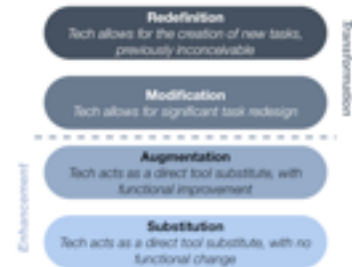 Redefinition
Tech allows for the creation of new tasks,
previously inconceivable
Transformation
Modification
Tech allows for significant task redesign
Augmentation
Tech acts as a direct tool substitute, with
functional improvement
Enhancement
Substitution
Tech acts as a direct tool substitute, with no
functional change